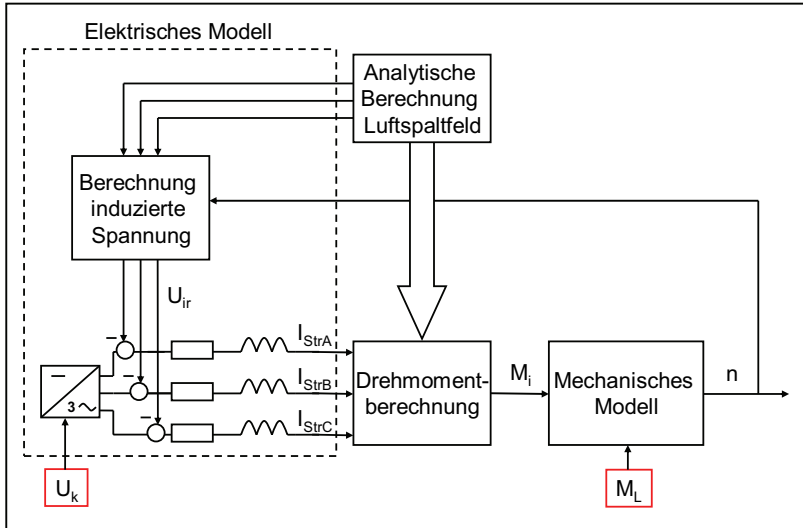 Elektrisches Modell
Analytische
Berechnung
Luftspaltfeld
Berechnung
induzierte
Spannung
U_ir
I_StrA
I_StrB
I_StrC
3
Drehmoment-
berechnung
M_i
Mechanisches
Modell
n
U_k
M_L